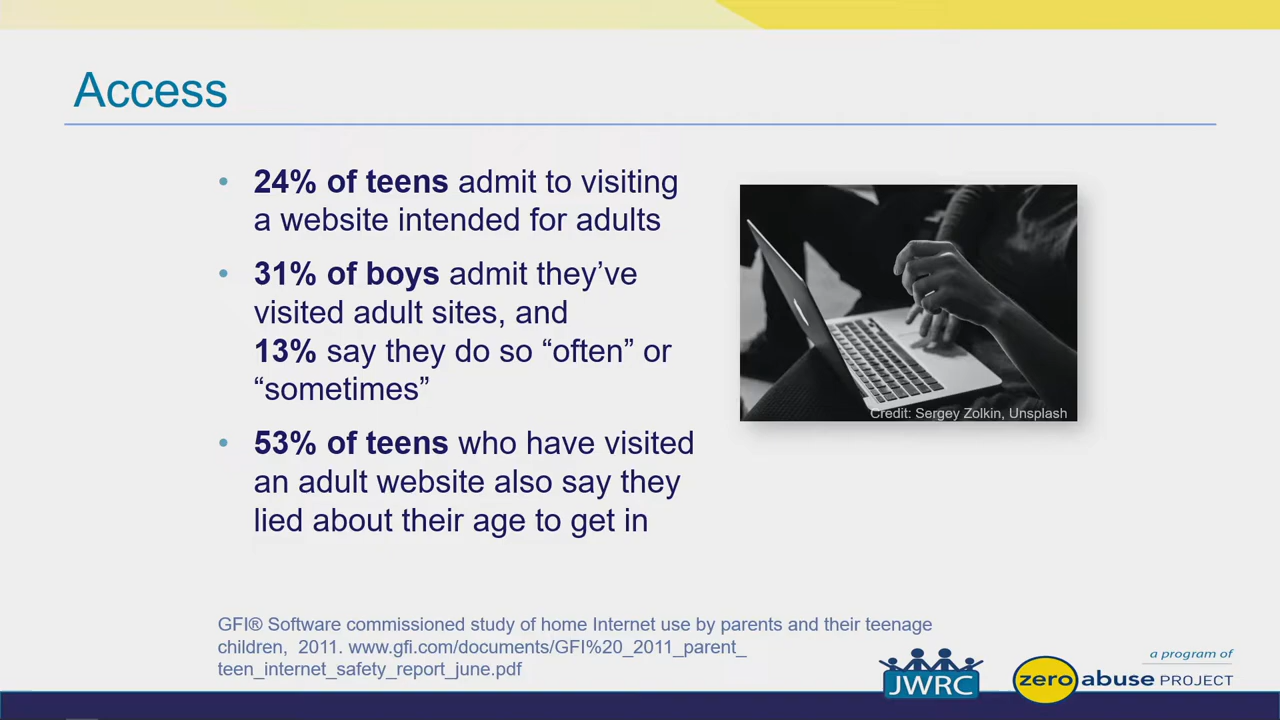 Access
• 24% of teens admit to visiting
a website intended for adults
• 31% of boys admit they’ve
visited adult sites, and
13% say they do so “often” or
“sometimes”
• 53% of teens who have visited
an adult website also say they
lied about their age to get in
Credit: Sergey Zolkin, Unsplash
GFI® Software commissioned study of home Internet use by parents and their teenage
children, 2011. www.gfi.com/documents/GFI%20_2011_parent_
teen_internet_safety_report_june.pdf
JWRC
a program of
zero abuse PROJECT